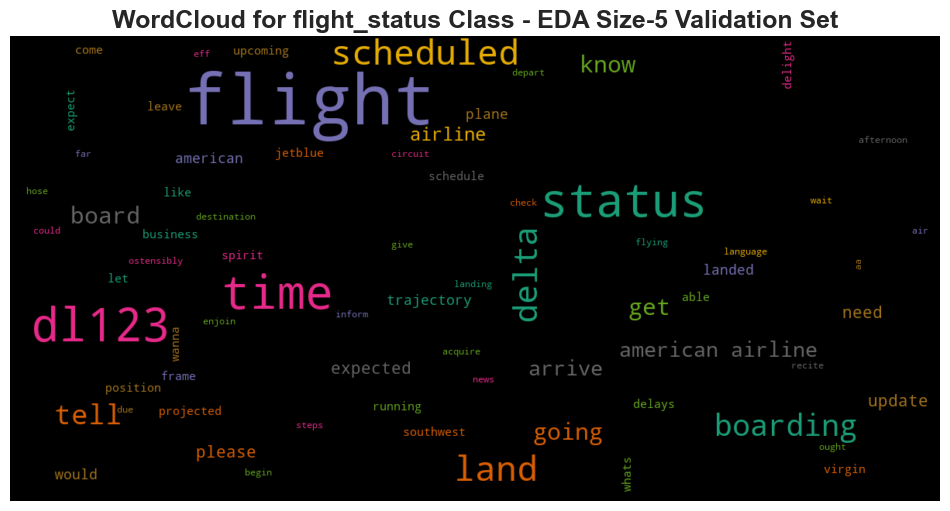 WordCloud for flight_status Class - EDA Size-5 Validation Set
come
eff
upcoming
scheduled
depart
know
delight
expect
leave
flight
plane
airline
afternoon
far
american
jetblue
circuit
schedule
hose
like
check
status
wait
board
destination
business
could
ostensibly
spirit
give
delta
flying
language
air
landed
aa
let
time
landing
trajectory
able
get
need
dl123
enjoin
inform
wanna
acquire
american airline
frame
expected
news
arrive
recite
position
update
tell
due
projected
running
delays
steps
southwest
going
boarding
please
ought
would
begin
land
whats
virgin